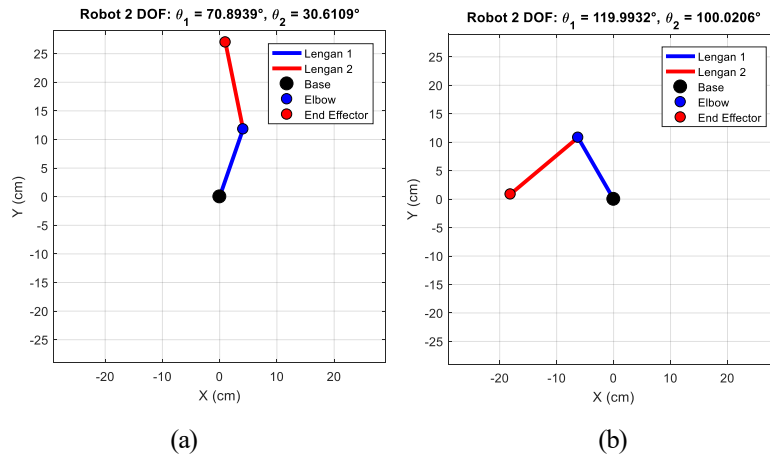 Robot 2 DOF: θ1 = 70.8939°, θ2 = 30.6109°
25
20
15
10
5
0
-5
-10
-15
-20
-25
Y (cm)
-20
-10
0
10
20
X (cm)
Lengan 1
Lengan 2
Base
Elbow
End Effector
(a)
Robot 2 DOF: θ1 = 119.9932°, θ2 = 100.0206°
25
20
15
10
5
0
-5
-10
-15
-20
-25
Y (cm)
-20
-10
0
10
20
X (cm)
Lengan 1
Lengan 2
Base
Elbow
End Effector
(b)